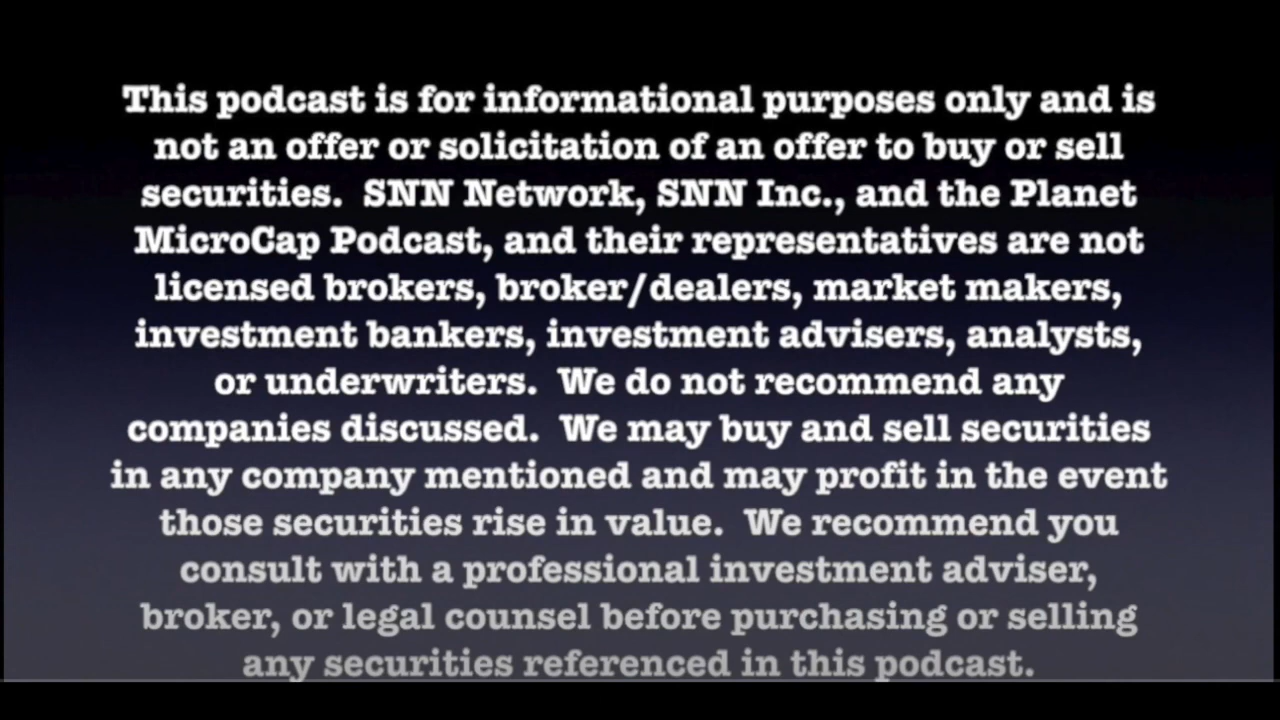 This podcast is for informational purposes only and is
not an offer or solicitation of an offer to buy or sell
securities.  SNN Network, SNN Inc., and the Planet
MicroCap Podcast, and their representatives are not
licensed brokers, broker/dealers, market makers,
investment bankers, investment advisers, analysts,
or underwriters.  We do not recommend any
companies discussed.  We may buy and sell securities
in any company mentioned and may profit in the event
those securities rise in value.  We recommend you
consult with a professional investment adviser,
broker, or legal counsel before purchasing or selling
any securities referenced in this podcast.